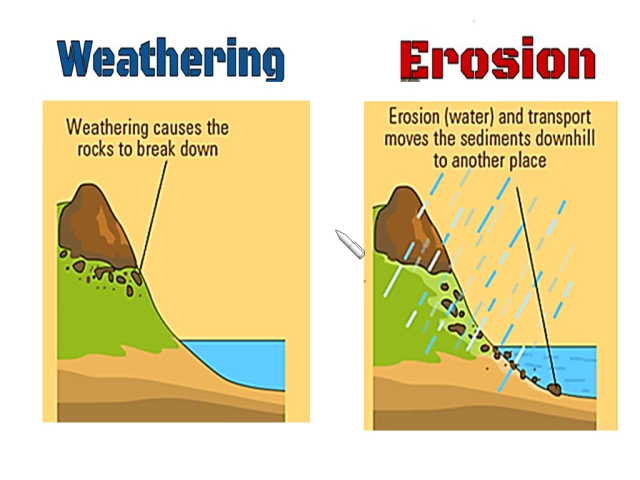 Weathering
Erosion
Weathering causes the
rocks to break down
Erosion (water) and transport
moves the sediments downhill
to another place